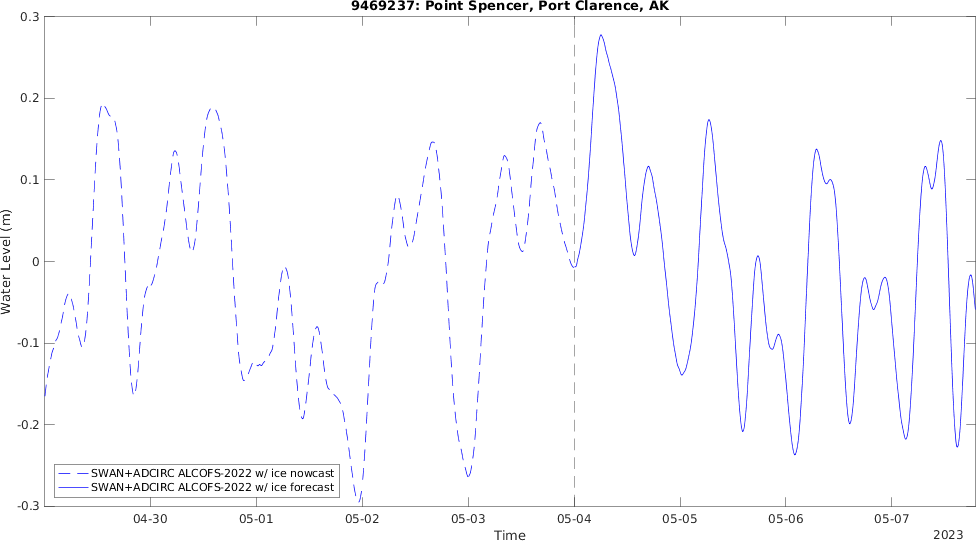 9469237: Point Spencer, Port Clarence, AK
0.3
0.2
0.1
0
-0.1
-0.2
-0.3
Water Level (m)
SWAN+ADCIRC ALCOFS-2022 w/ ice nowcast
SWAN+ADCIRC ALCOFS-2022 w/ ice forecast
04-30 05-01 05-02 05-03 05-04 05-05 05-06 05-07
Time
2023